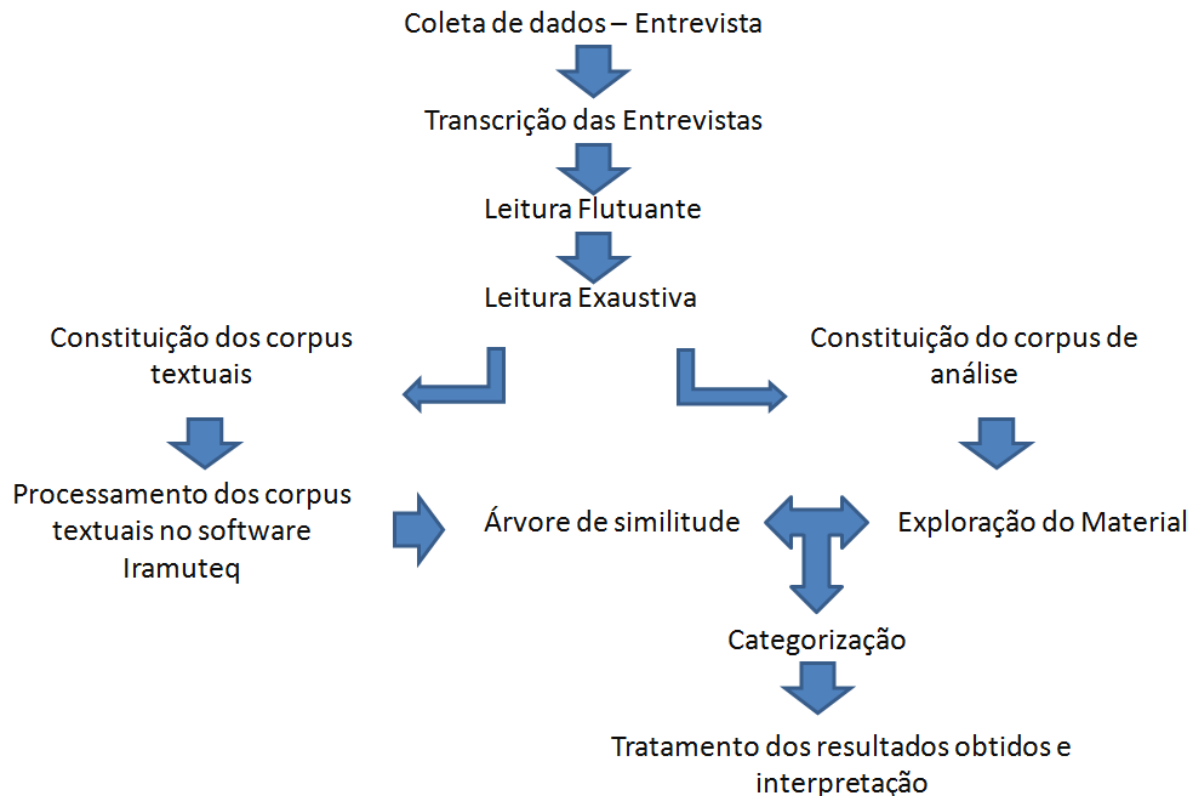 Coleta de dados – Entrevista
Transcrição das Entrevistas
Leitura Flutuante
Leitura Exaustiva
Constituição dos corpus
textuais
Constituição do corpus de
análise
Processamento dos corpus
textuais no software
Iramuteq
Árvore de similitude
Exploração do Material
Categorização
Tratamento dos resultados obtidos e
interpretação